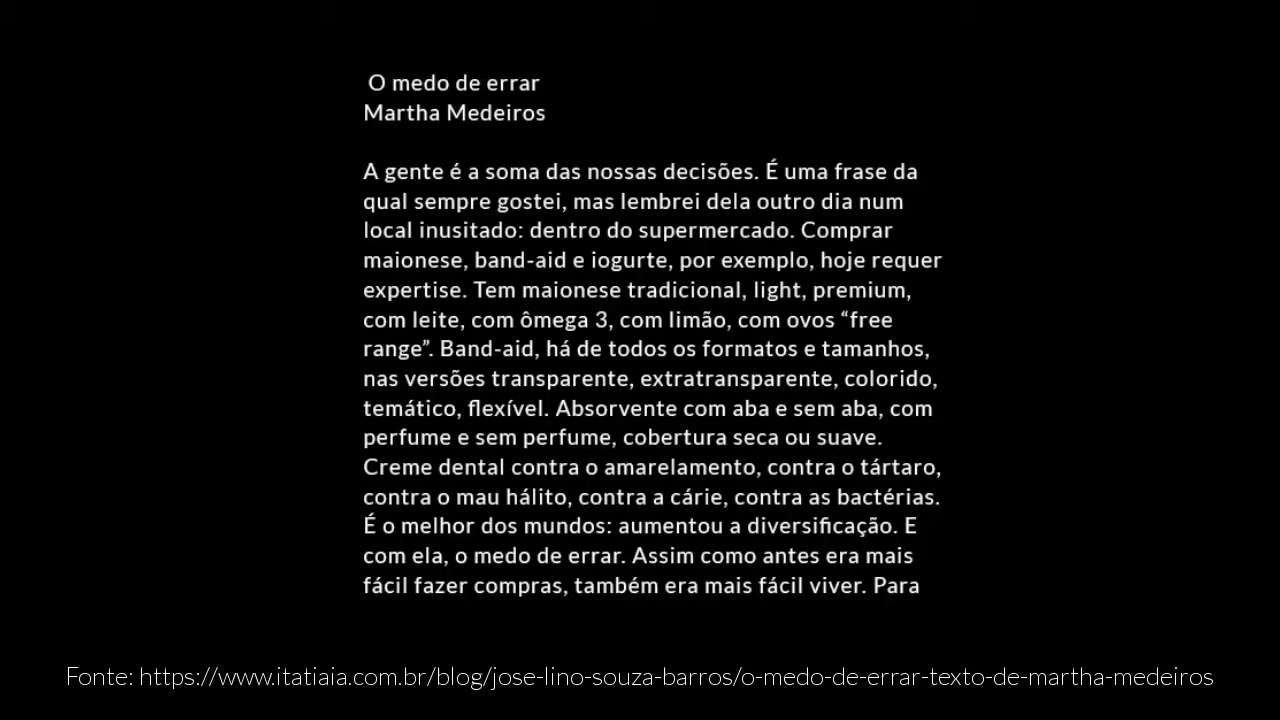 O medo de errar
Martha Medeiros
A gente é a soma das nossas decisões. É uma frase da
qual sempre gostei, mas lembrei dela outro dia num
local inusitado: dentro do supermercado. Comprar
maionese, band-aid e iogurte, por exemplo, hoje requer
expertise. Tem maionese tradicional, light, premium,
com leite, com ômega 3, com limão, com ovos “free
range”. Band-aid, há de todos os formatos e tamanhos,
nas versões transparente, extratransparente, colorido,
temático, flexível. Absorvente com aba e sem aba, com
perfume e sem perfume, cobertura seca ou suave.
Creme dental contra o amarelamento, contra o tártaro,
contra o mau hálito, contra a cárie, contra as bactérias.
É o melhor dos mundos: aumentou a diversificação. E
com ela, o medo de errar. Assim como antes era mais
fácil fazer compras, também era mais fácil viver. Para
Fonte: https://www.itatiaia.com.br/blog/jose-lino-souza-barros/o-medo-de-errar-texto-de-martha-medeiros